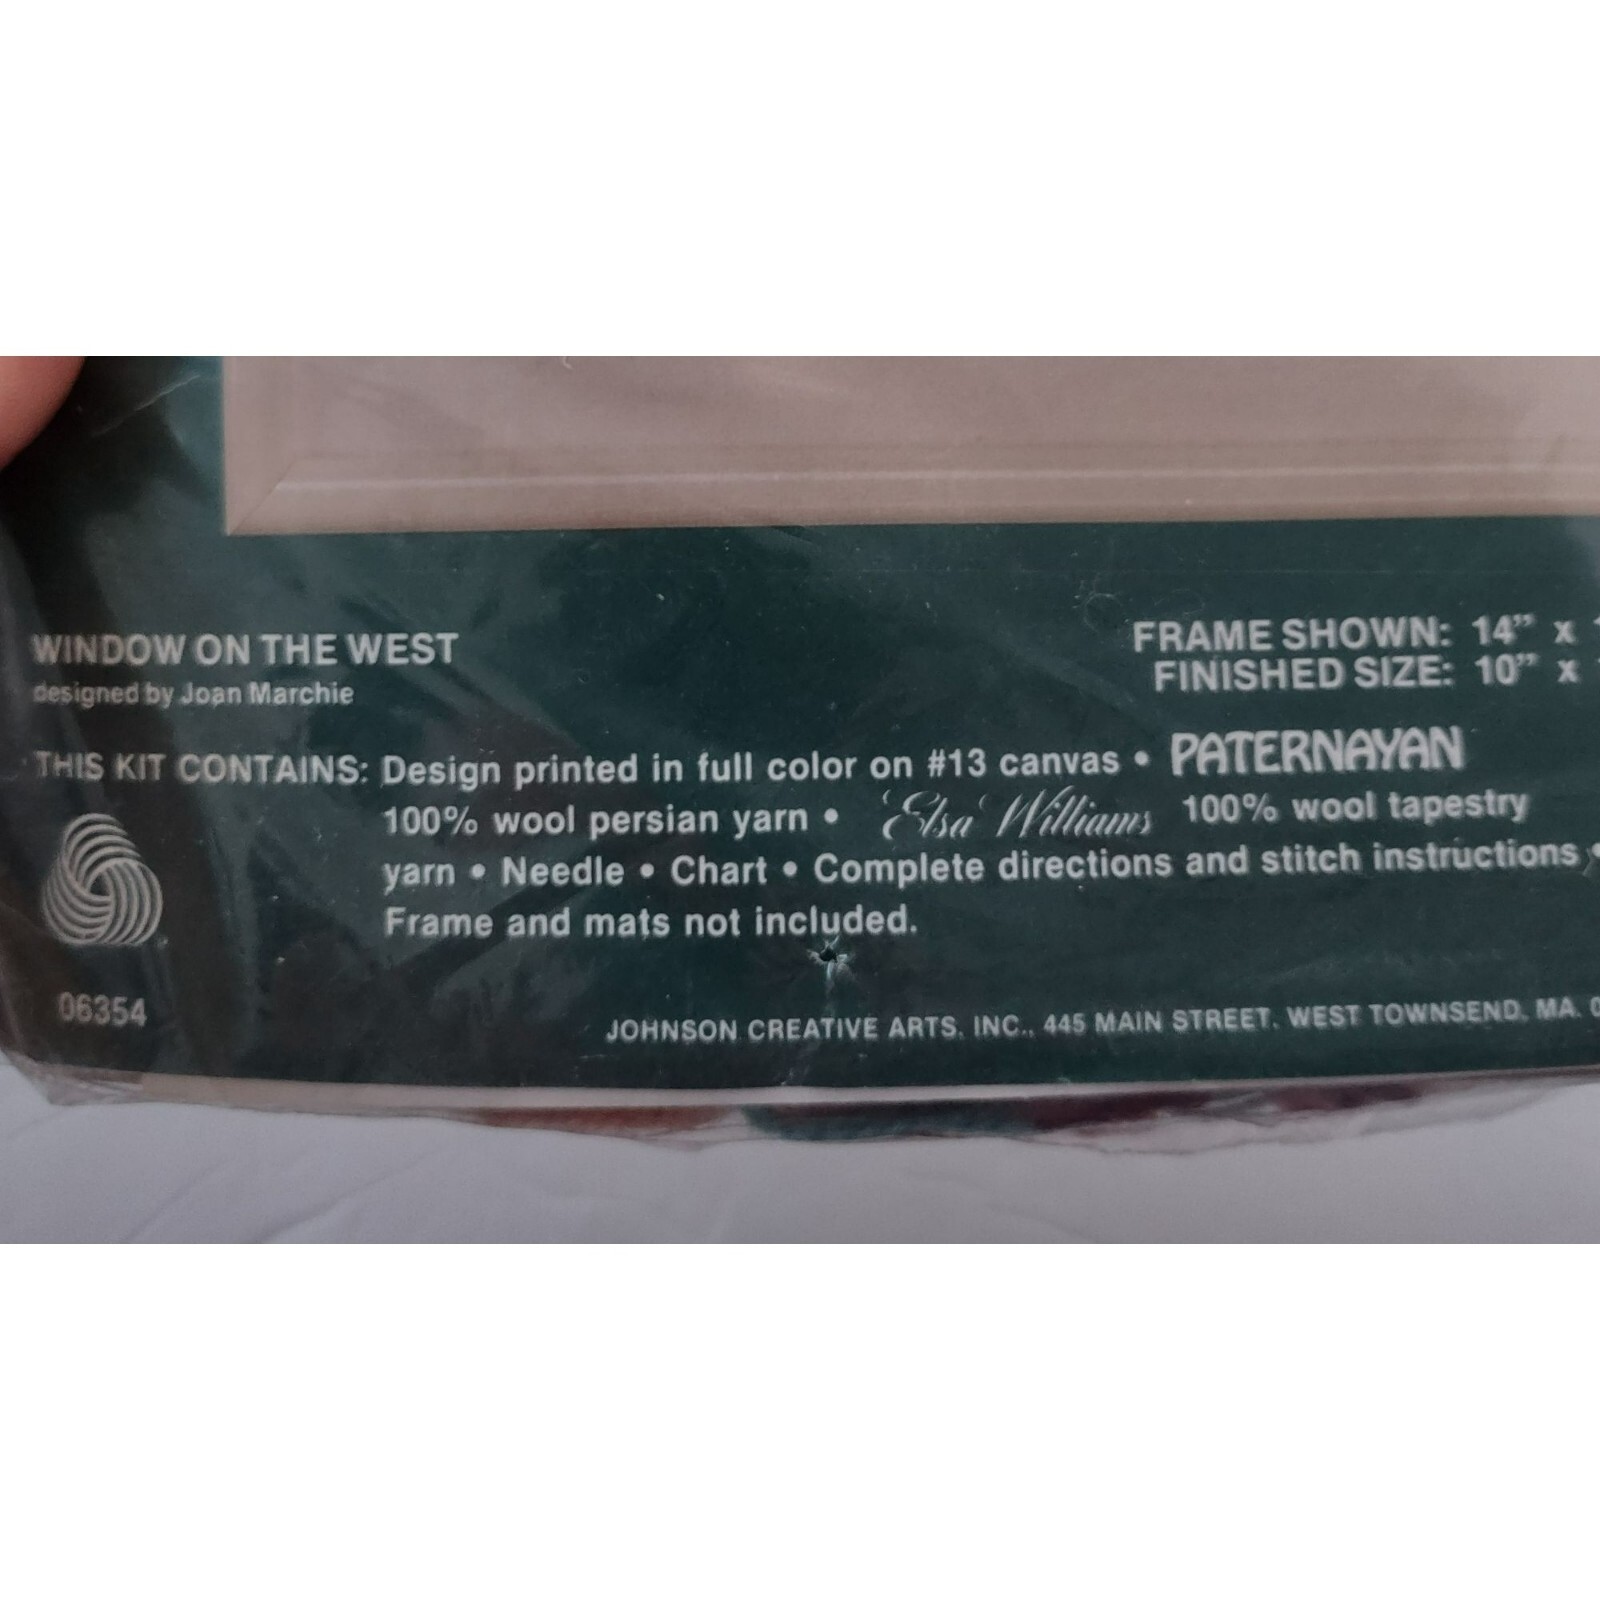 WINDOW ON THE WEST
designed by Joan Marchie
FRAME SHOWN: 14” x
FINISHED SIZE: 10” x
THIS KIT CONTAINS: Design printed in full color on #13 canvas • PATERNAYAN
100% wool persian yarn • Elsa Williams 100% wool tapestry
yarn • Needle • Chart • Complete directions and stitch instructions •
Frame and mats not included.
06354
JOHNSON CREATIVE ARTS, INC., 445 MAIN STREET, WEST TOWNSEND, MA.